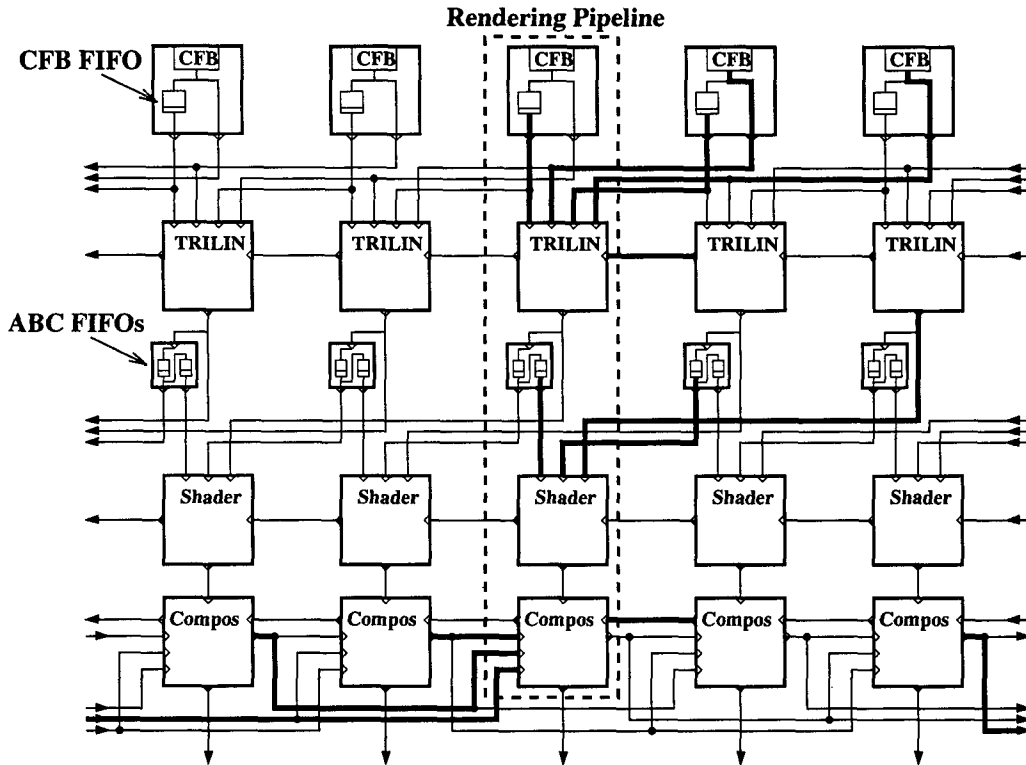 Rendering Pipeline
CFB FIFO
CFB
CFB
CFB
CFB
CFB
TRILIN
TRILIN
TRILIN
TRILIN
TRILIN
ABC FIFOs
Shader
Shader
Shader
Shader
Shader
Compos
Compos
Compos
Compos
Compos